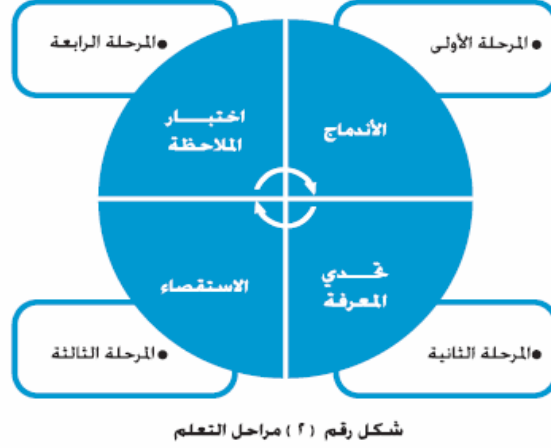 المرحلة الأولى
الأندماج
المرحلة الثانية
تحدي
المعرفة
المرحلة الثالثة
الاستقصاء
المرحلة الرابعة
اختبار
الملاحظة
شكل رقم (٢) مراحل التعلم